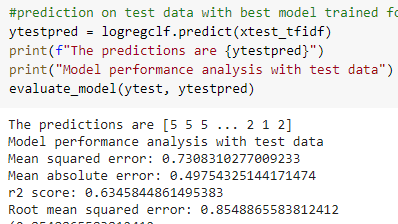 #prediction on test data with best model trained fo
ytestpred = logregclf.predict(xtest_tfidf)
print(f"The predictions are {ytestpred}")
print("Model performance analysis with test data")
evaluate_model(ytest, ytestpred)
The predictions are [5 5 5 ... 2 1 2]
Model performance analysis with test data
Mean squared error: 0.7308310277009233
Mean absolute error: 0.49754325144171474
r2 score: 0.6345844861495383
Root mean squared error: 0.8548865583812412